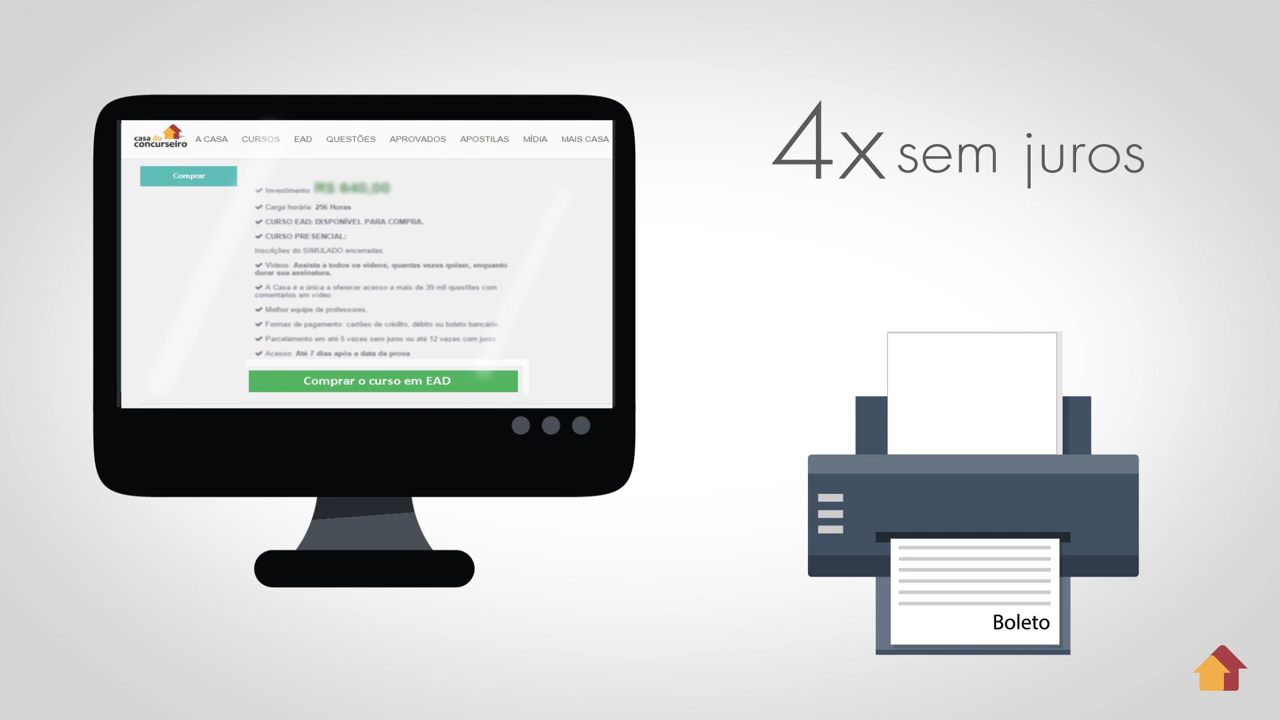 casa do
concurseiro
A CASA CURSOS EAD QUESTÕES APROVADOS APOSTILAS MÍDIA MAIS CASA
Comprar
Investimento: R$ 640,00
Carga horária: 256 Horas
CURSO EAD: DISPONÍVEL PARA COMPRA.
CURSO PRESENCIAL:
Inscrições do SIMULADO encerradas.
Vídeos: Assista a todos os vídeos, quantas vezes quiser, enquanto
durar sua assinatura.
A Casa é a única a oferecer acesso a mais de 39 mil questões com
comentários em vídeo.
Melhor equipe de professores.
Formas de pagamento: cartões de crédito, débito ou boleto bancário.
Parcelamento em até 5 vezes sem juros ou até 12 vezes com juros.
Acesso: Até 7 dias após a data da prova
Comprar o curso em EAD
4x sem juros
Boleto